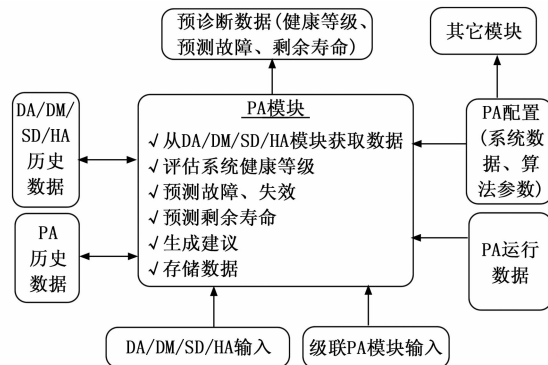 预诊断数据(健康等级、
预测故障、剩余寿命)
其它模块
DA/DM/
SD/HA
历史
数据
PA模块
√从DA/DM/SD/HA模块获取数据
√评估系统健康等级
√预测故障、失效
√预测剩余寿命
√生成建议
√存储数据
PA配置
(系统数
据、算
法参数)
PA
历史
数据
PA运行
数据
DA/DM/SD/HA输入
级联PA模块输入